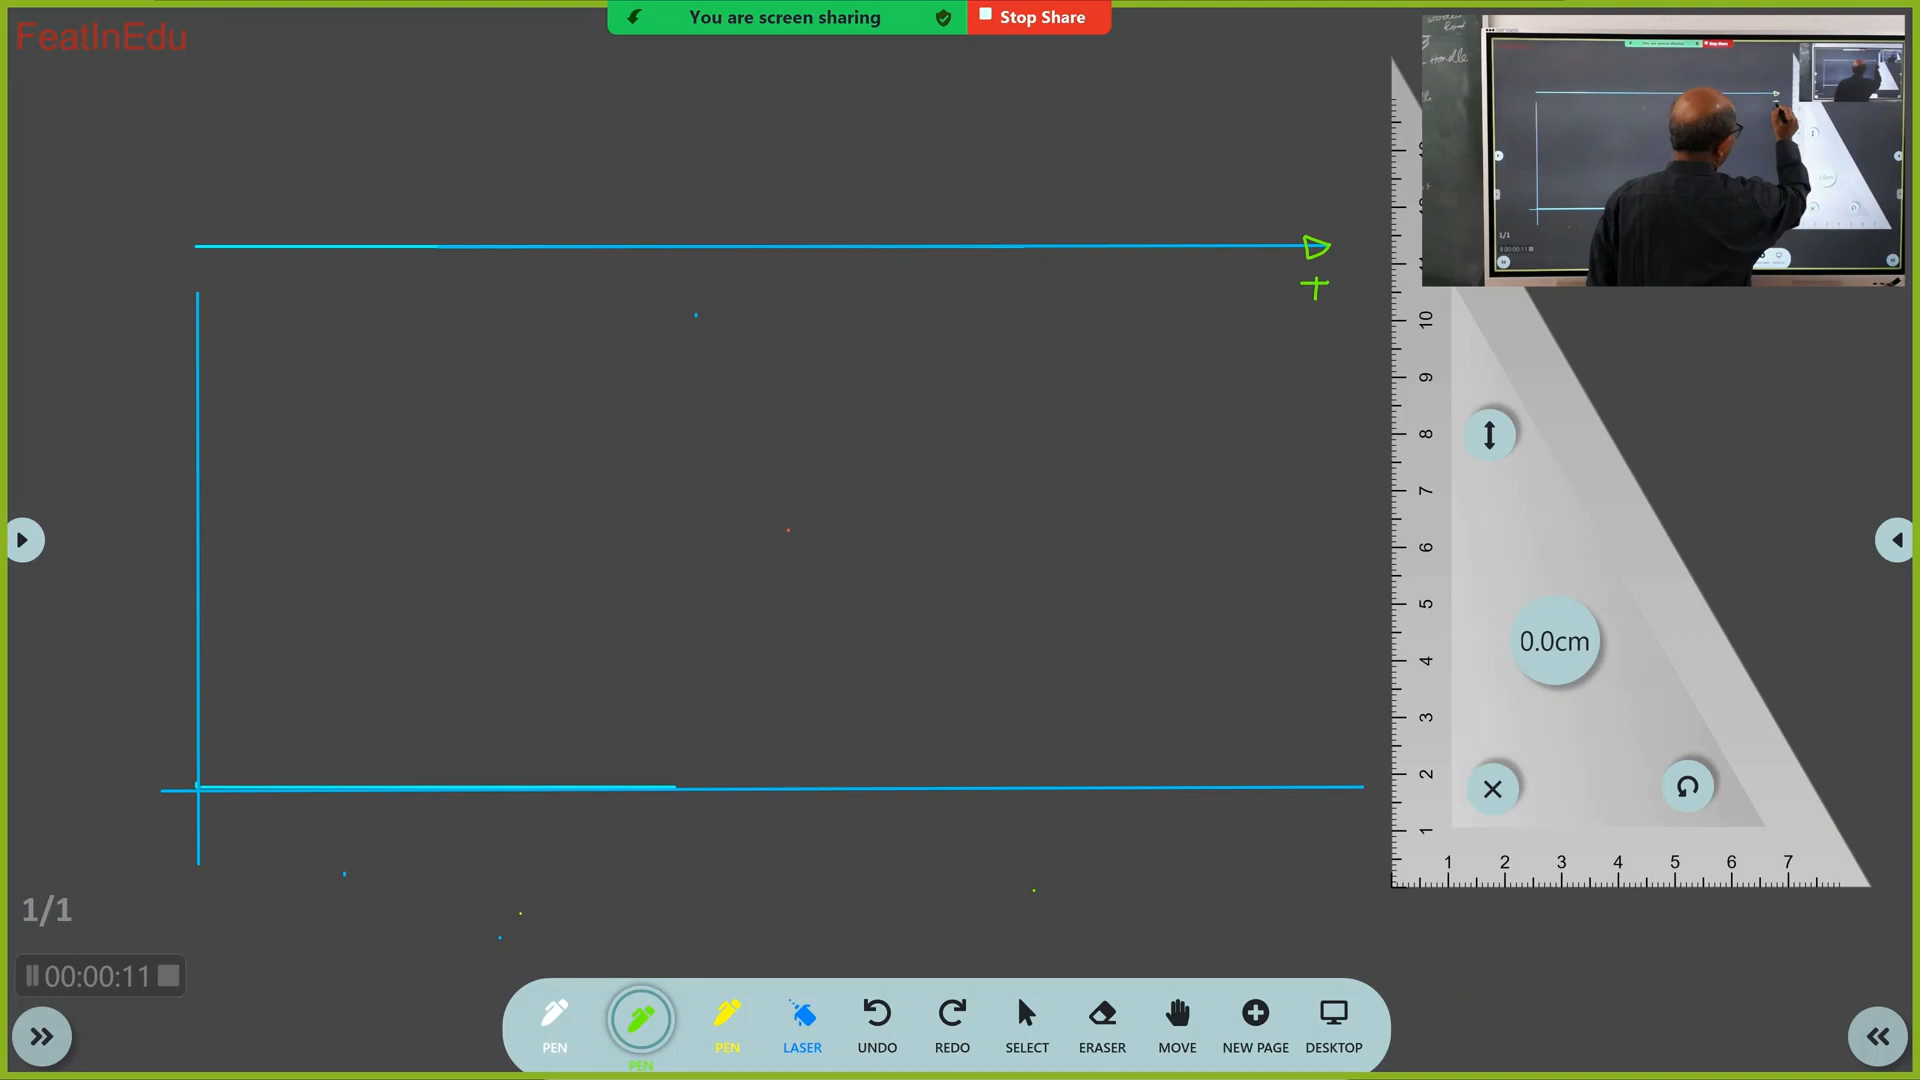 FeatInEdu
You are screen sharing
Stop Share
Handle
+
10
9
8
7
6
5
4
3
2
1
0.0cm
1 2 3 4 5 6 7
1/1
00:00:11
PEN
PEN
PEN
LASER
UNDO
REDO
SELECT
ERASER
MOVE
NEW PAGE
DESKTOP